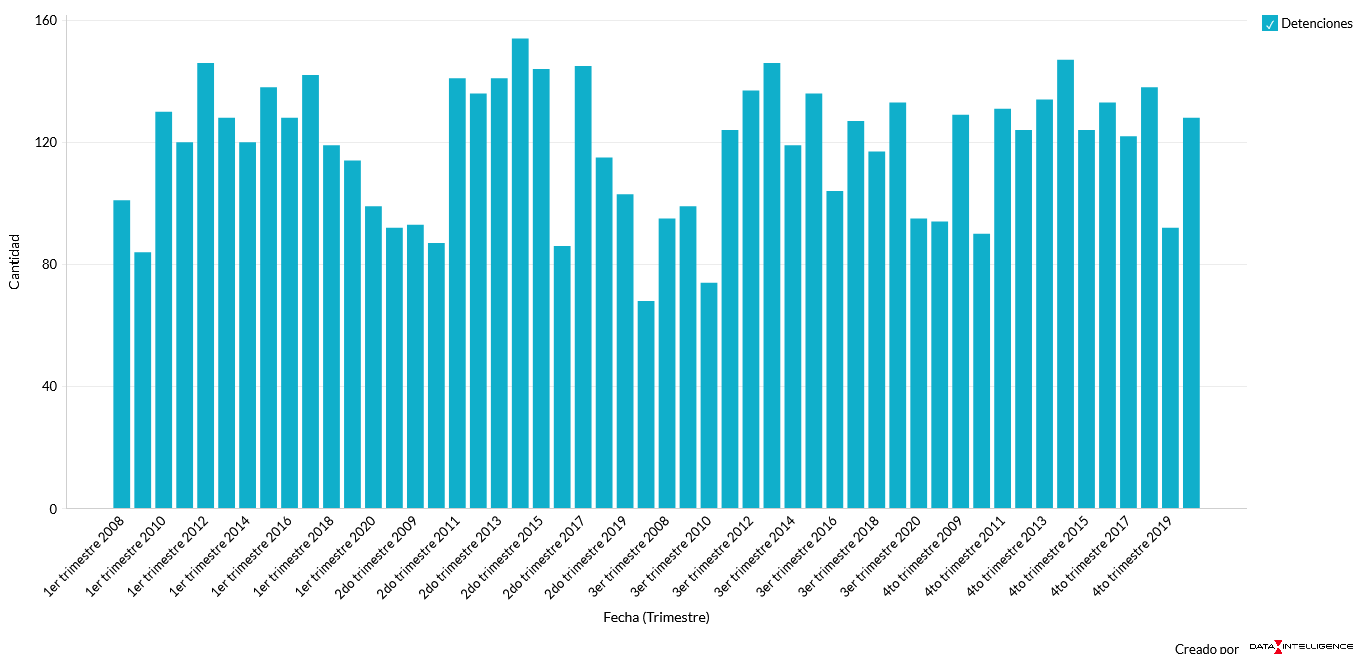 160
120
80
40
0
Cantidad
Detenciones
1er trimestre 2008
1er trimestre 2010
1er trimestre 2012
1er trimestre 2014
1er trimestre 2016
1er trimestre 2018
1er trimestre 2020
2do trimestre 2009
2do trimestre 2011
2do trimestre 2013
2do trimestre 2015
2do trimestre 2017
2do trimestre 2019
3er trimestre 2008
3er trimestre 2010
3er trimestre 2012
3er trimestre 2014
3er trimestre 2016
3er trimestre 2018
3er trimestre 2020
4to trimestre 2009
4to trimestre 2011
4to trimestre 2013
4to trimestre 2015
4to trimestre 2017
4to trimestre 2019
Fecha (Trimestre)
Creado por DATA INTELLIGENCE